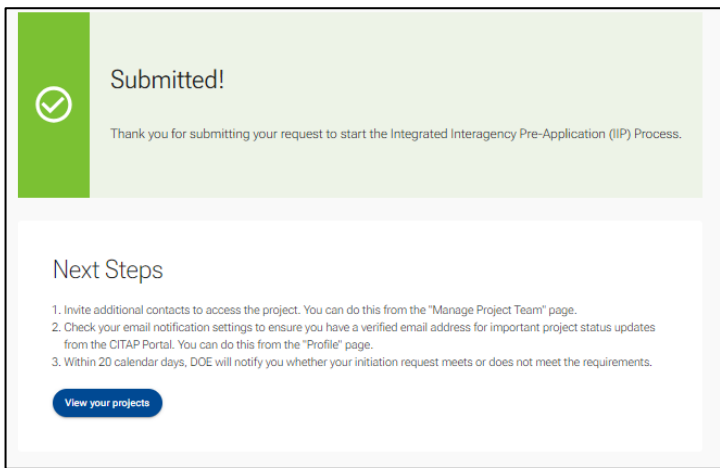 Submitted!
Thank you for submitting your request to start the Integrated Interagency Pre-Application (IIP) Process.
Next Steps
1. Invite additional contacts to access the project. You can do this from the "Manage Project Team" page.
2. Check your email notification settings to ensure you have a verified email address for important project status updates
from the CITAP Portal. You can do this from the "Profile" page.
3. Within 20 calendar days, DOE will notify you whether your initiation request meets or does not meet the requirements.
View your projects